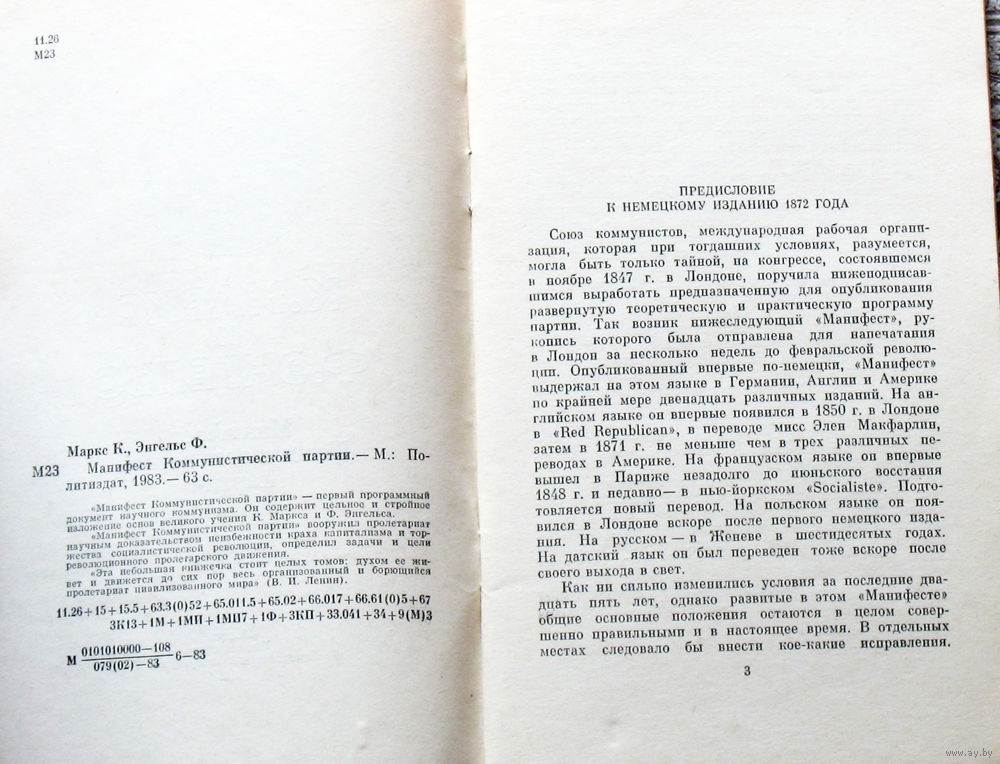 11.26
М23
Маркс К., Энгельс Ф.
М23 Манифест Коммунистической партии.— М.: По-
литиздат, 1983.— 63 с.
«Манифест Коммунистической партии» — первый программный
документ научного коммунизма. Он содержит цельное и стройное
изложение основ великого учения К. Маркса и Ф. Энгельса.
«Манифест Коммунистической партии» вооружил пролетариат
научным доказательством неизбежности краха капитализма и тор-
жества социалистической революции, определил задачи и цели
революционного пролетарского движения.
«Эта небольшая книжечка стоит целых томов: духом ее жи-
вет и движется до сих пор весь организованный и борющийся
пролетариат цивилизованного мира» (В. И. Ленин).
11.26+15+15.5+63.3(0)52+65.011.5+65.02+66.017+66.61(0)5+67
3К13+1М+1МП+1МП7+1Ф+3КП+33.041+34+9(М)3
М 0101010000—108
079(02)—83 6—83
ПРЕДИСЛОВИЕ
К НЕМЕЦКОМУ ИЗДАНИЮ 1872 ГОДА
Союз коммунистов, международная рабочая органи-
зация, которая при тогдашних условиях, разумеется,
могла быть только тайной, на конгрессе, состоявшемся
в ноябре 1847 г. в Лондоне, поручила нижеподписав-
шимся выработать предназначенную для опубликования
развернутую теоретическую и практическую программу
партии. Так возник нижеследующий «Манифест», ру-
копись которого была отправлена для напечатания
в Лондон за несколько недель до февральской револю-
ции. Опубликованный впервые по-немецки, «Манифест»
выдержал на этом языке в Германии, Англии и Америке
по крайней мере двенадцать различных изданий. На ан-
глийском языке он впервые появился в 1850 г. в Лондоне
в «Red Republican», в переводе мисс Элен Макфарлин,
затем в 1871 г. не меньше чем в трех различных пе-
реводах в Америке. На французском языке он впервые
вышел в Париже незадолго до июньского восстания
1848 г. и недавно — в нью-йоркском «Socialiste». Подго-
товляется новый перевод. На польском языке он поя-
вился в Лондоне вскоре после первого немецкого изда-
ния. На русском — в Женеве в шестидесятых годах.
На датский язык он был переведен тоже вскоре после
своего выхода в свет.
Как ни сильно изменились условия за последние два-
дцать пять лет, однако развитые в этом «Манифесте»
общие основные положения остаются в целом совер-
шенно правильными и в настоящее время. В отдельных
местах следовало бы внести кое-какие исправления.
3
www.ay.by